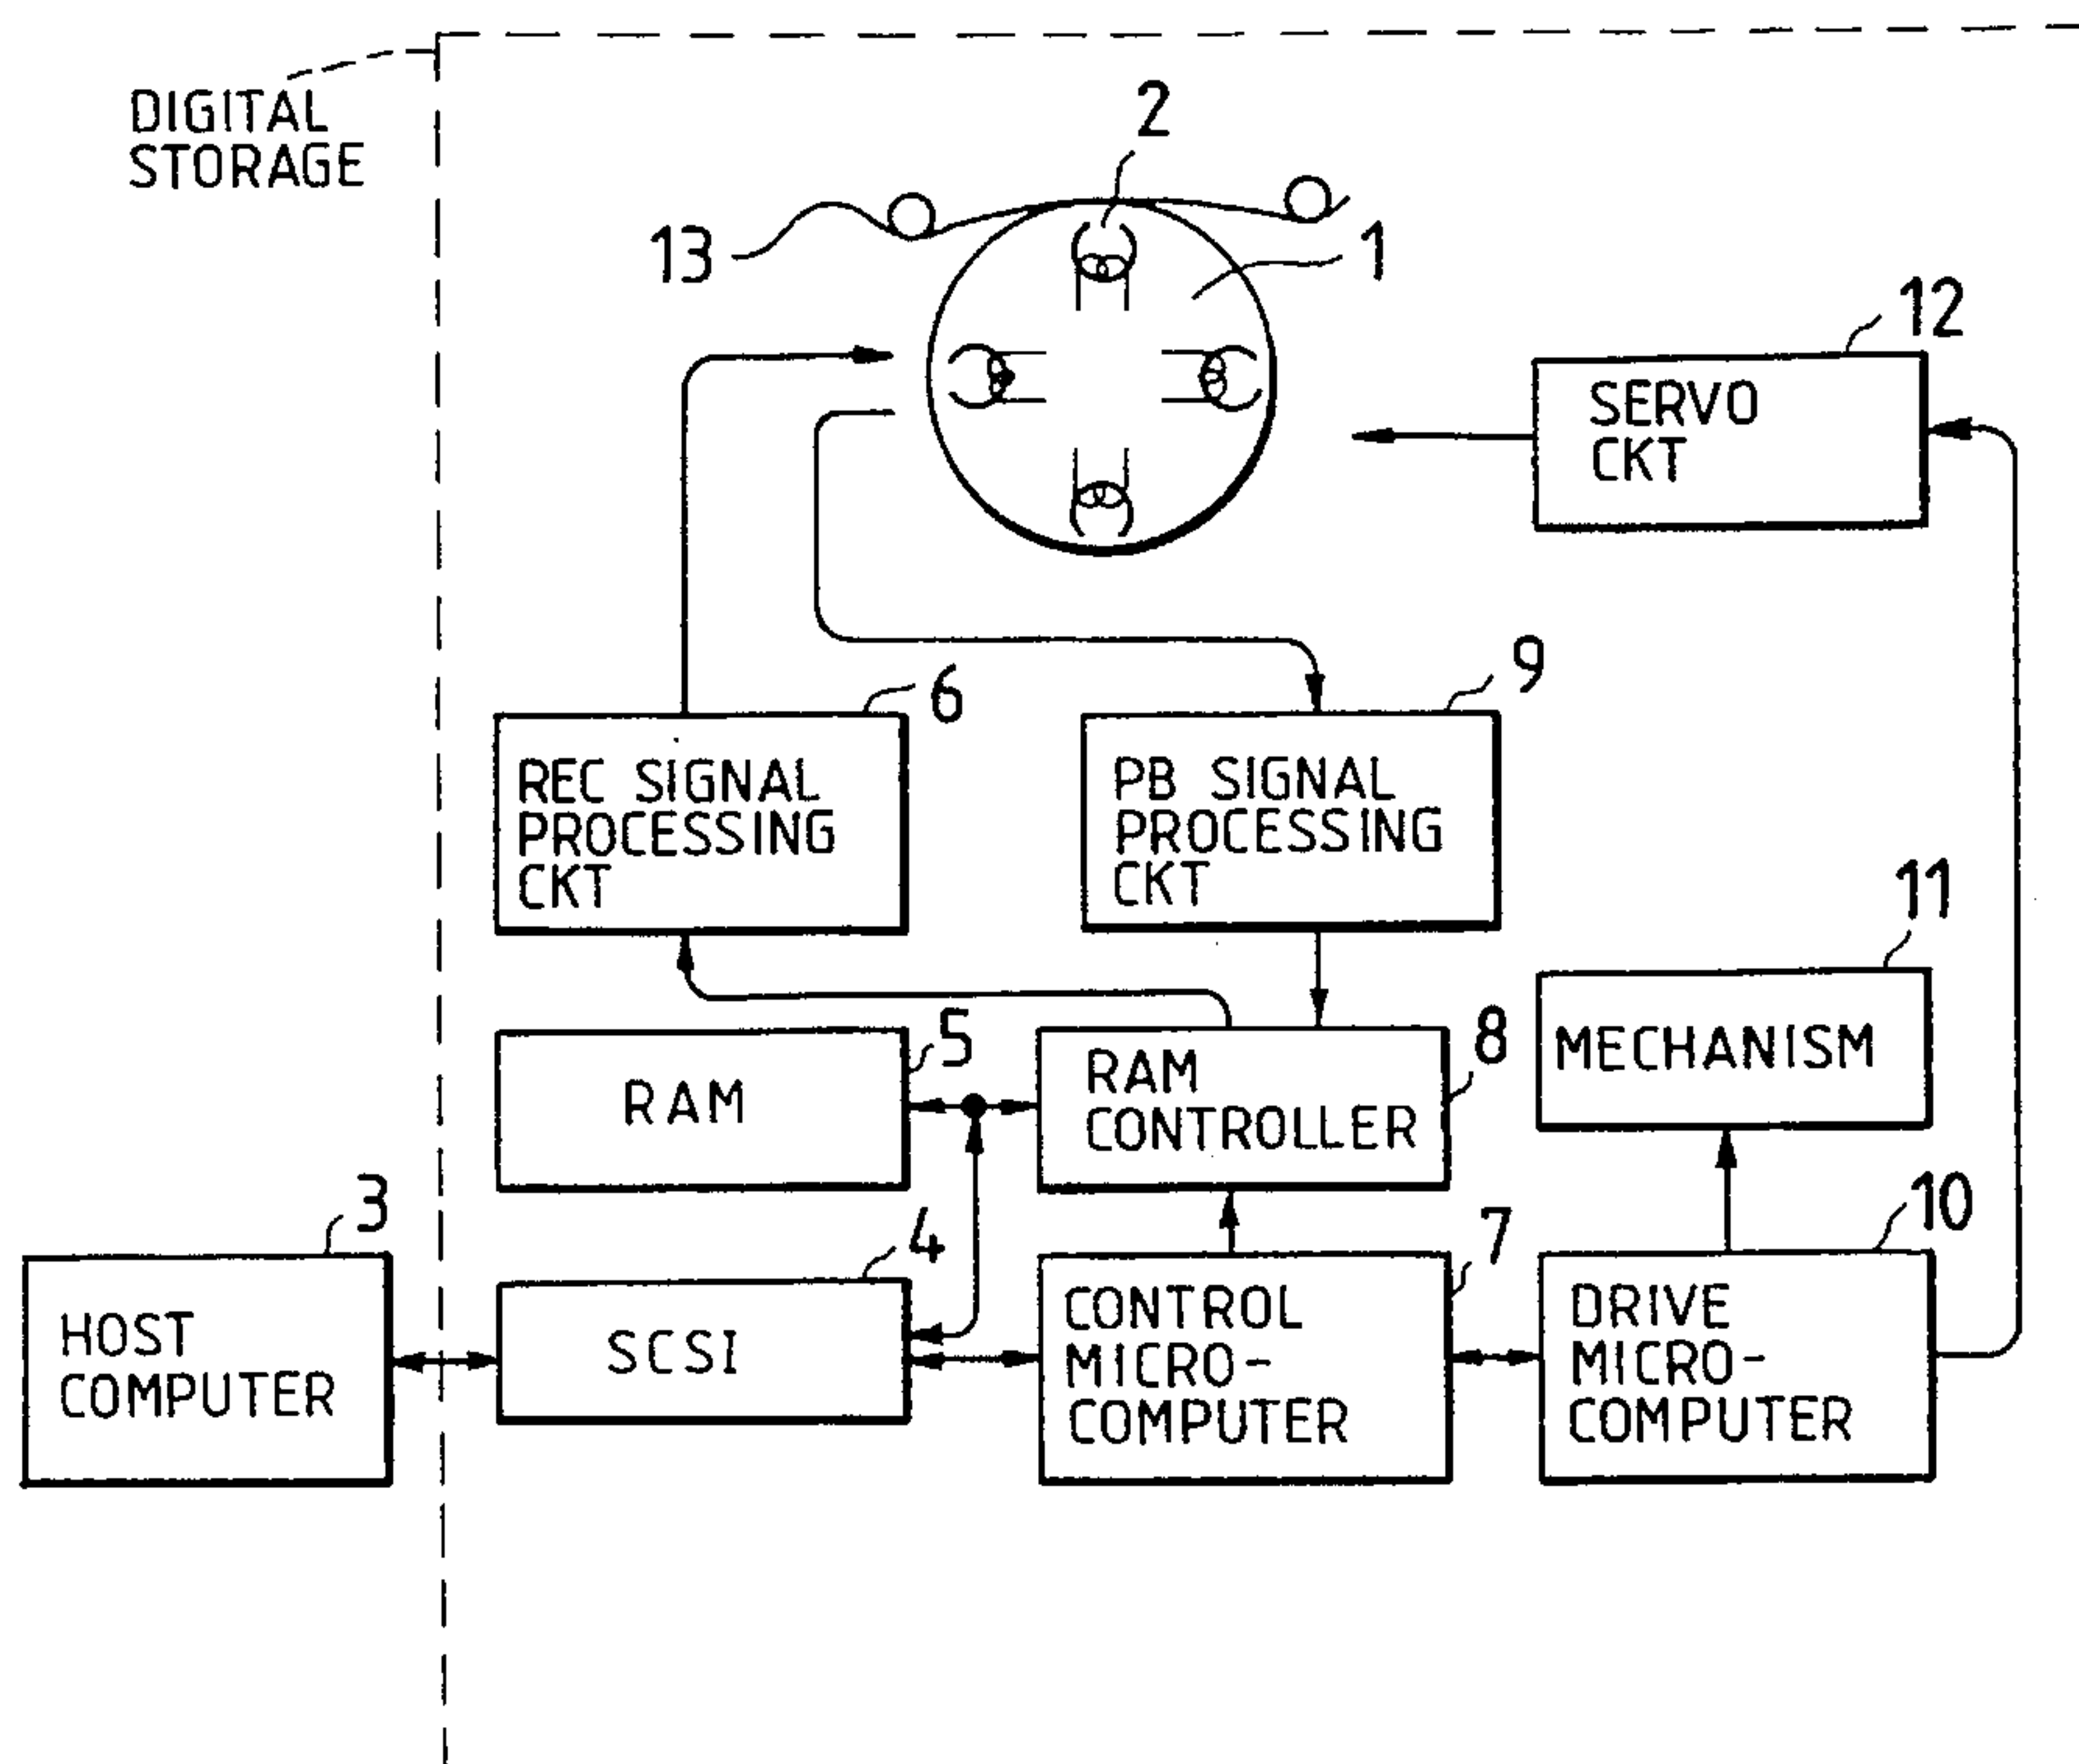 DIGITAL
STORAGE
2
13
1
12
SERVO
CKT
6
9
REC SIGNAL
PROCESSING
CKT
PB SIGNAL
PROCESSING
CKT
11
MECHANISM
5
RAM
8
RAM
CONTROLLER
3
HOST
COMPUTER
4
SCSI
7
CONTROL
MICRO-
COMPUTER
10
DRIVE
MICRO-
COMPUTER